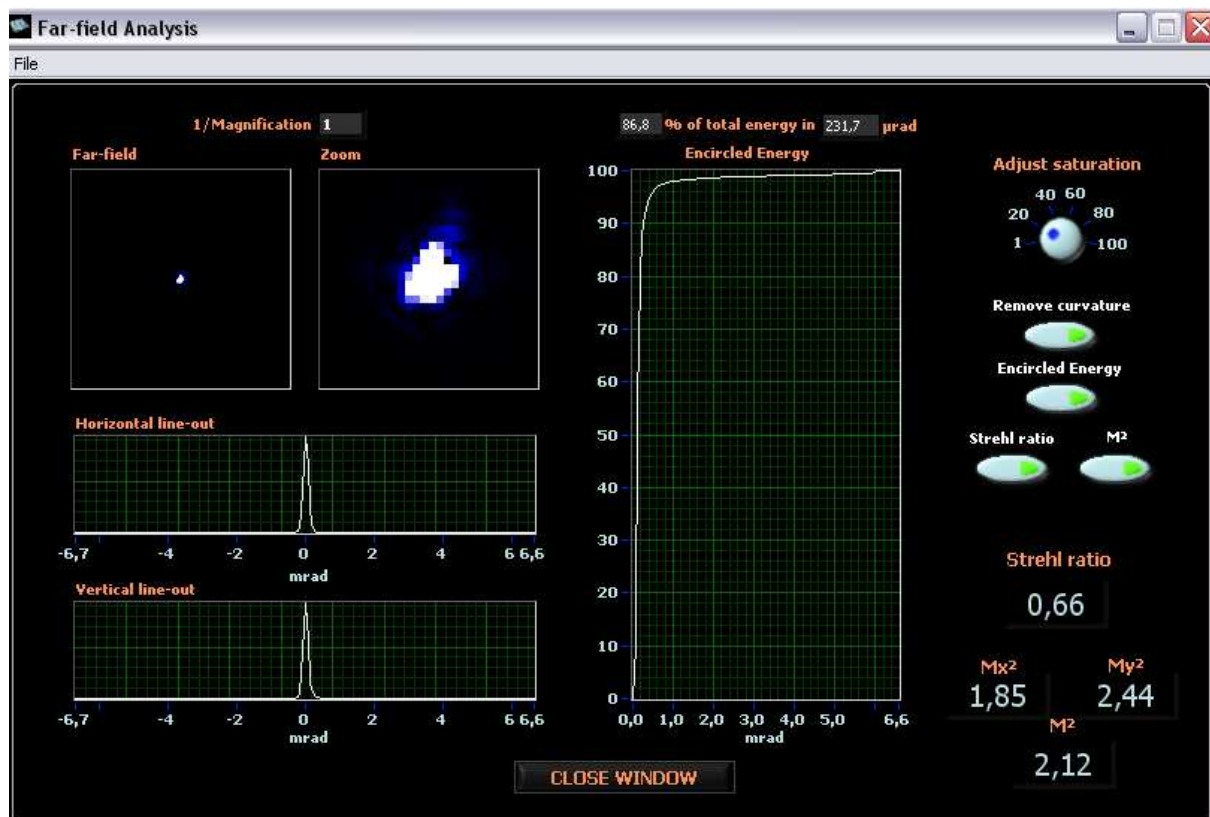 Far-field Analysis
File
1/Magnification 1
86,8 % of total energy in 231,7 µrad
Far-field
Zoom
Encircled Energy
100
90
80
70
60
50
40
30
20
10
0
0,0 1,0 2,0 3,0 4,0 5,0 6,6
mrad
Horizontal line-out
-6,7 -4 -2 0 2 4 6 6,6
mrad
Vertical line-out
-6,7 -4 -2 0 2 4 6 6,6
mrad
Adjust saturation
40 60
20 80
1 100
Remove curvature
Encircled Energy
Strehl ratio M²
Strehl ratio
0,66
Mx² My²
1,85 2,44
M²
2,12
CLOSE WINDOW